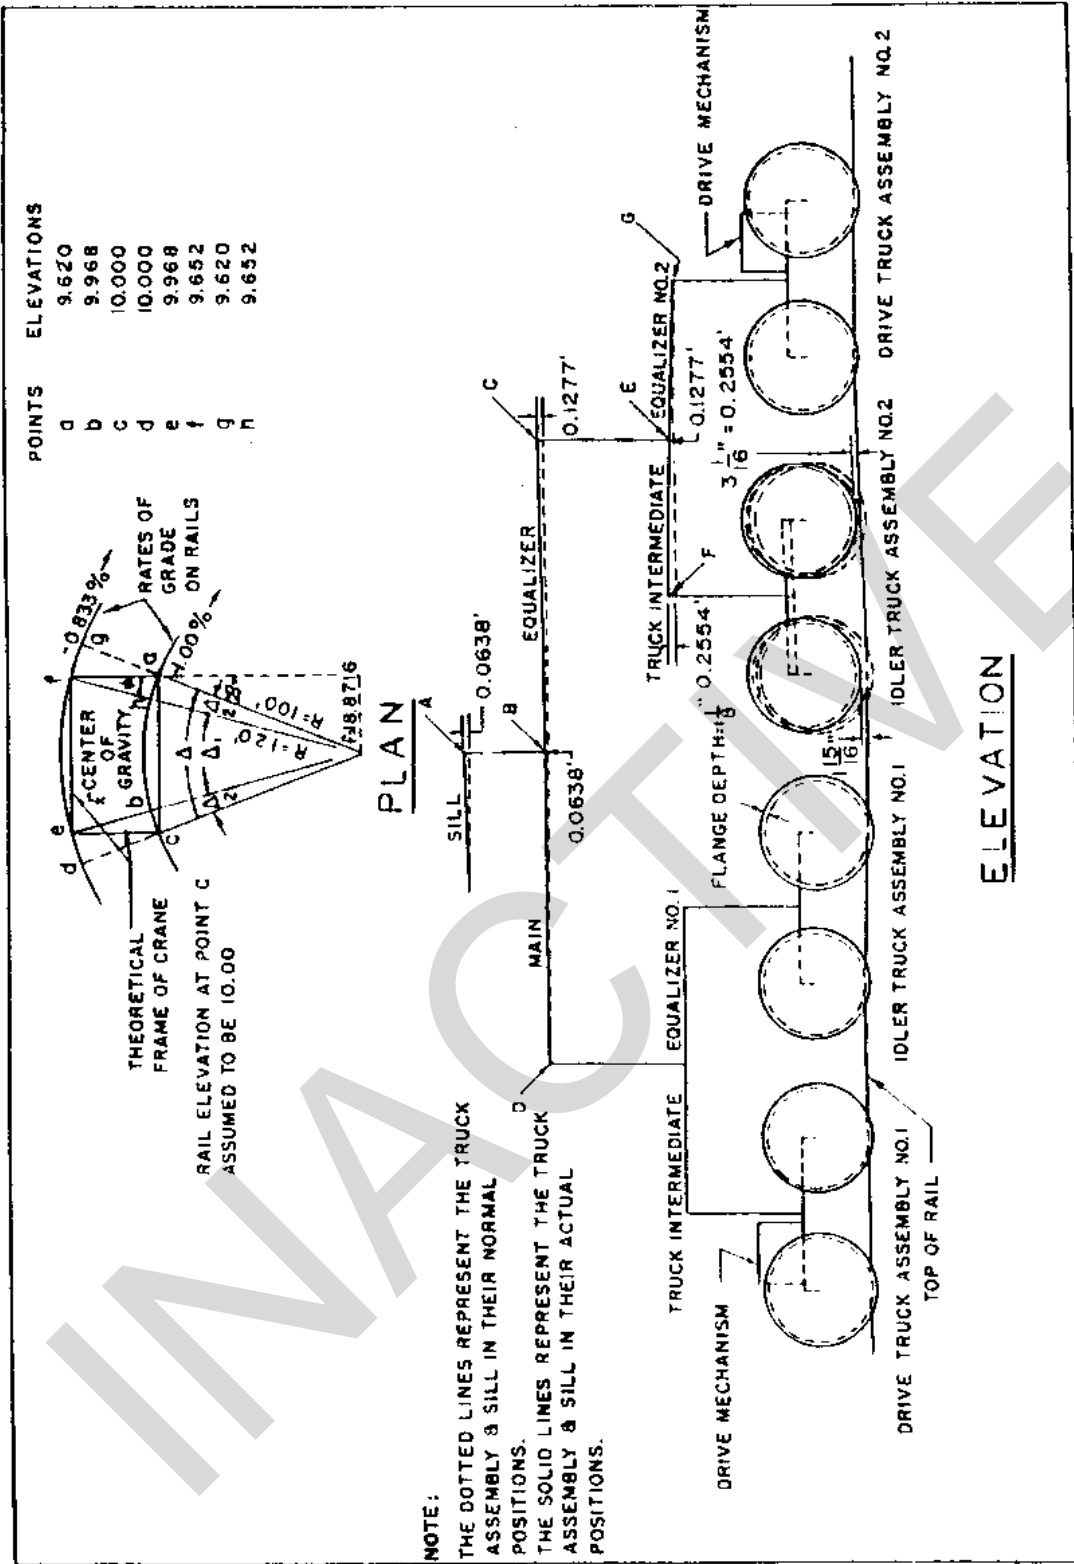 POINTS ELEVATIONS
a 9.620
b 9.968
c 10.000
d 10.000
e 9.968
f 9.652
g 9.620
h 9.652
-0.833%
RATES OF
GRADE
ON RAILS
-1.00%
d
e
f
g
a
h
b
c
CENTER
OF
GRAVITY
R=120'
R=100'
18.8716
THEORETICAL
FRAME OF CRANE
RAIL ELEVATION AT POINT C
ASSUMED TO BE 10.00
PLAN
NOTE:
THE DOTTED LINES REPRESENT THE TRUCK
ASSEMBLY & SILL IN THEIR NORMAL
POSITIONS.
THE SOLID LINES REPRESENT THE TRUCK
ASSEMBLY & SILL IN THEIR ACTUAL
POSITIONS.
SILL
A
0.0638'
MAIN
B
EQUALIZER
C
0.0638'
0.1277'
D
TRUCK INTERMEDIATE EQUALIZER NO.1
TRUCK INTERMEDIATE
E
EQUALIZER NO.2
G
0.2554'
F
0.1277'
3 1/16" = 0.2554'
DRIVE MECHANISM
FLANGE DEPTH=1 1/8"
DRIVE MECHANISM
1 15/16"
DRIVE TRUCK ASSEMBLY NO.1
IDLER TRUCK ASSEMBLY NO.1
IDLER TRUCK ASSEMBLY NO.2
DRIVE TRUCK ASSEMBLY NO.2
TOP OF RAIL
ELEVATION
INACTIVE